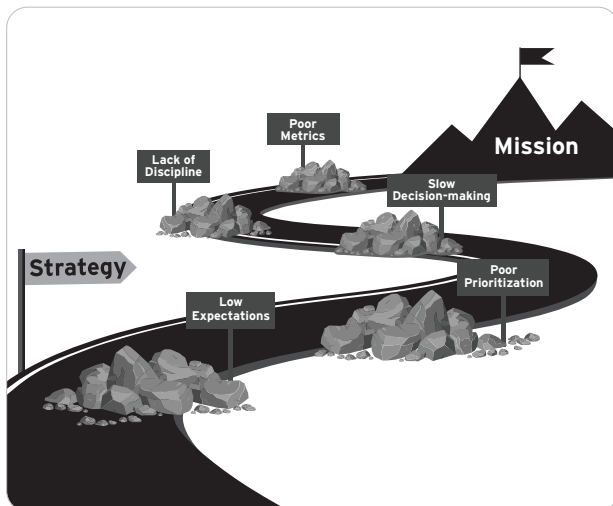 Poor
Metrics
Mission
Lack of
Discipline
Slow
Decision-making
Strategy
Poor
Prioritization
Low
Expectations